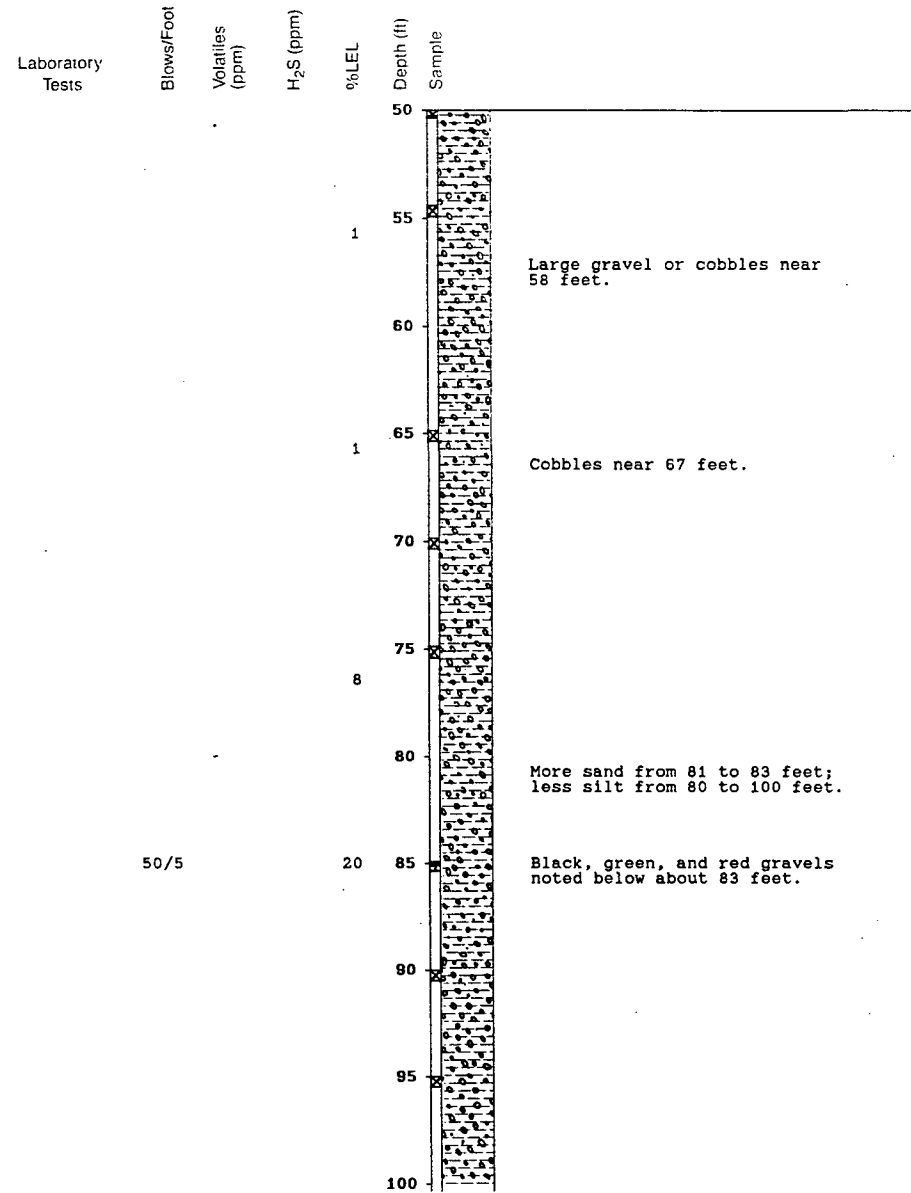 Laboratory
Tests
Blows/Foot
Volatiles
(ppm)
H2S (ppm)
%LEL
Depth (ft)
Sample
50
55
1
Large gravel or cobbles near
58 feet.
60
65
1
Cobbles near 67 feet.
70
75
8
80
More sand from 81 to 83 feet;
less silt from 80 to 100 feet.
50/5 20 85 Black, green, and red gravels
noted below about 83 feet.
90
95
100